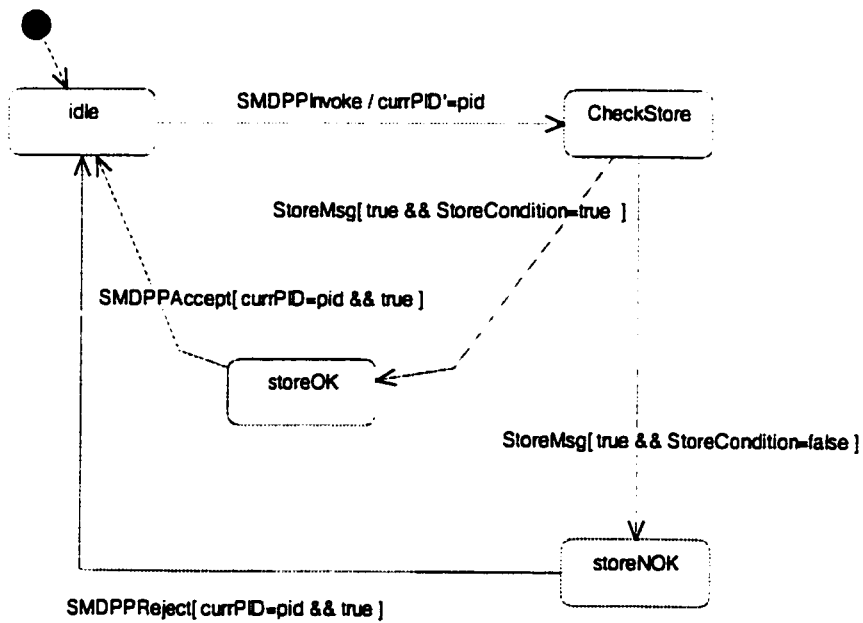 idle
SMDPPInvoke / currPID'=pid
CheckStore
StoreMsg[ true && StoreCondition=true ]
SMDPPAccept[ currPID=pid && true ]
storeOK
StoreMsg[ true && StoreCondition=false ]
storeNOK
SMDPPReject[ currPID=pid && true ]